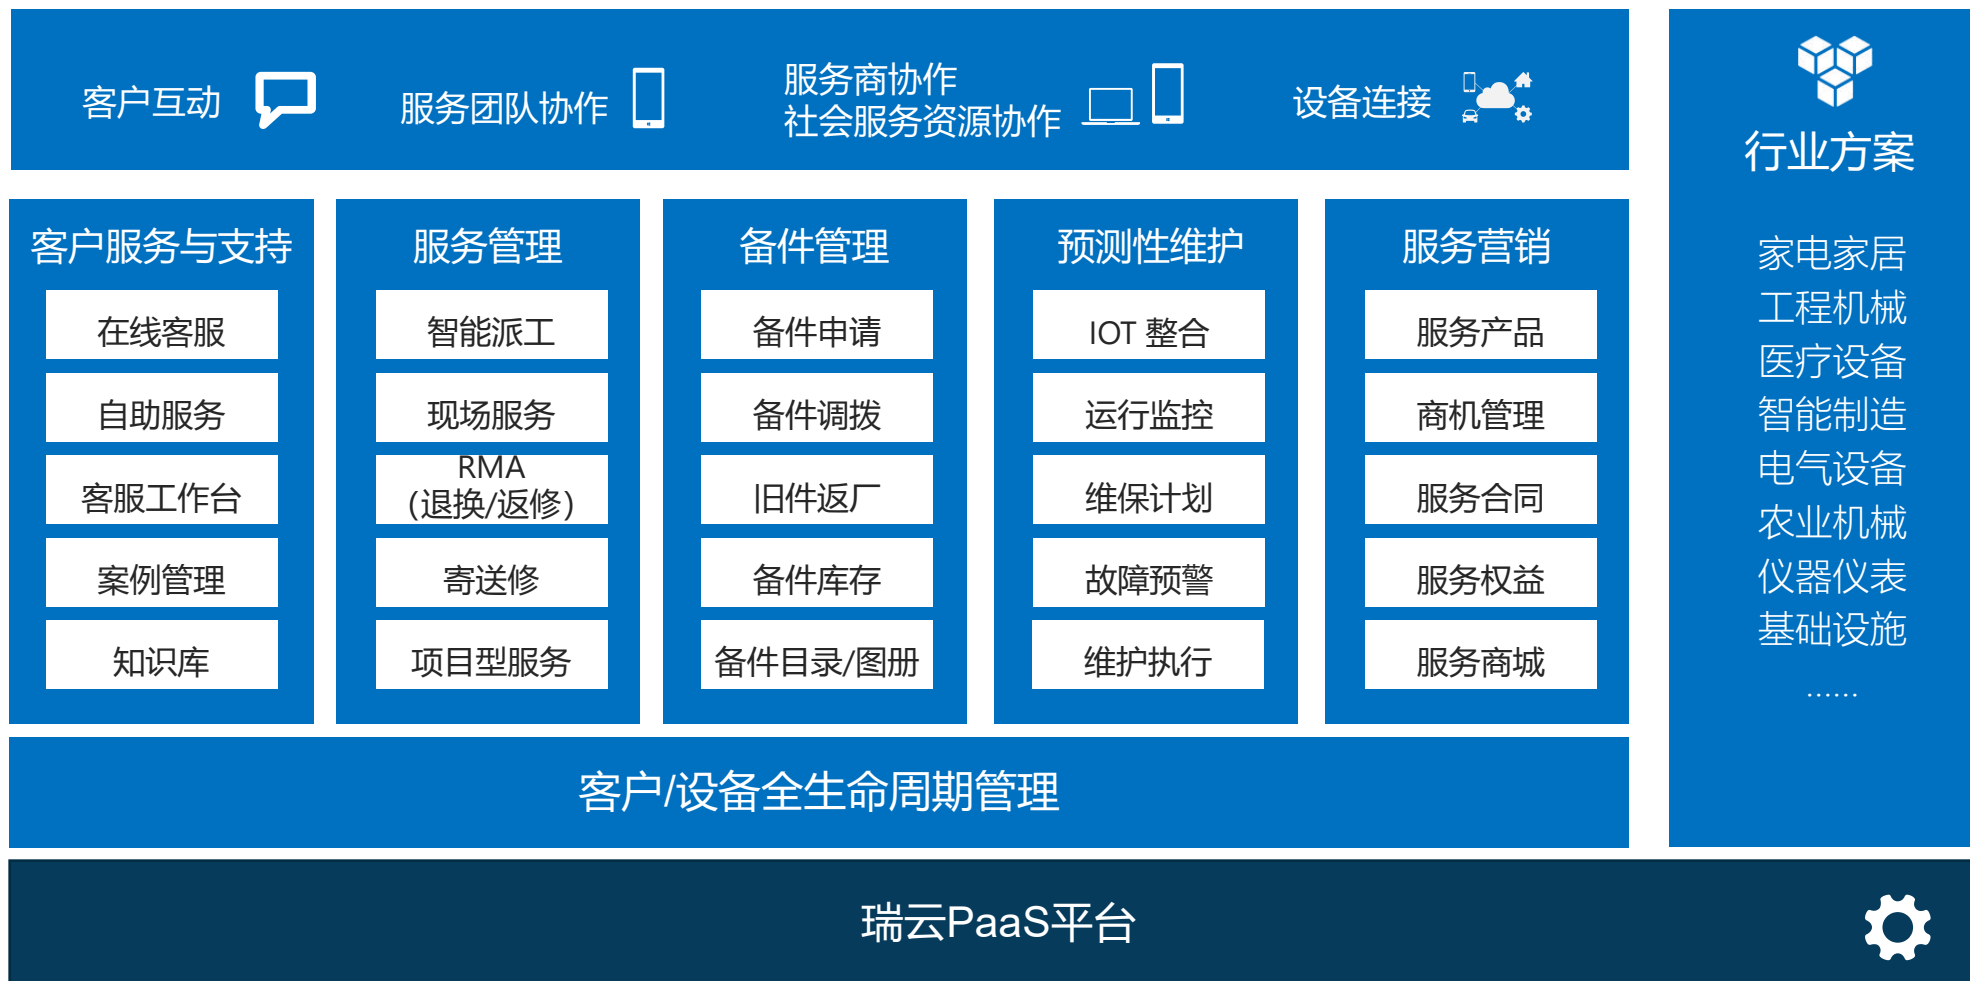 客户互动
服务团队协作
服务商协作
社会服务资源协作
设备连接
行业方案
家电家居
工程机械
医疗设备
智能制造
电气设备
农业机械
仪器仪表
基础设施
......
客户服务与支持
在线客服
自助服务
客服工作台
案例管理
知识库
服务管理
智能派工
现场服务
RMA
(退换/返修)
寄送修
项目型服务
备件管理
备件申请
备件调拨
旧件返厂
备件库存
备件目录/图册
预测性维护
IOT 整合
运行监控
维保计划
故障预警
维护执行
服务营销
服务产品
商机管理
服务合同
服务权益
服务商城
客户/设备全生命周期管理
瑞云PaaS平台